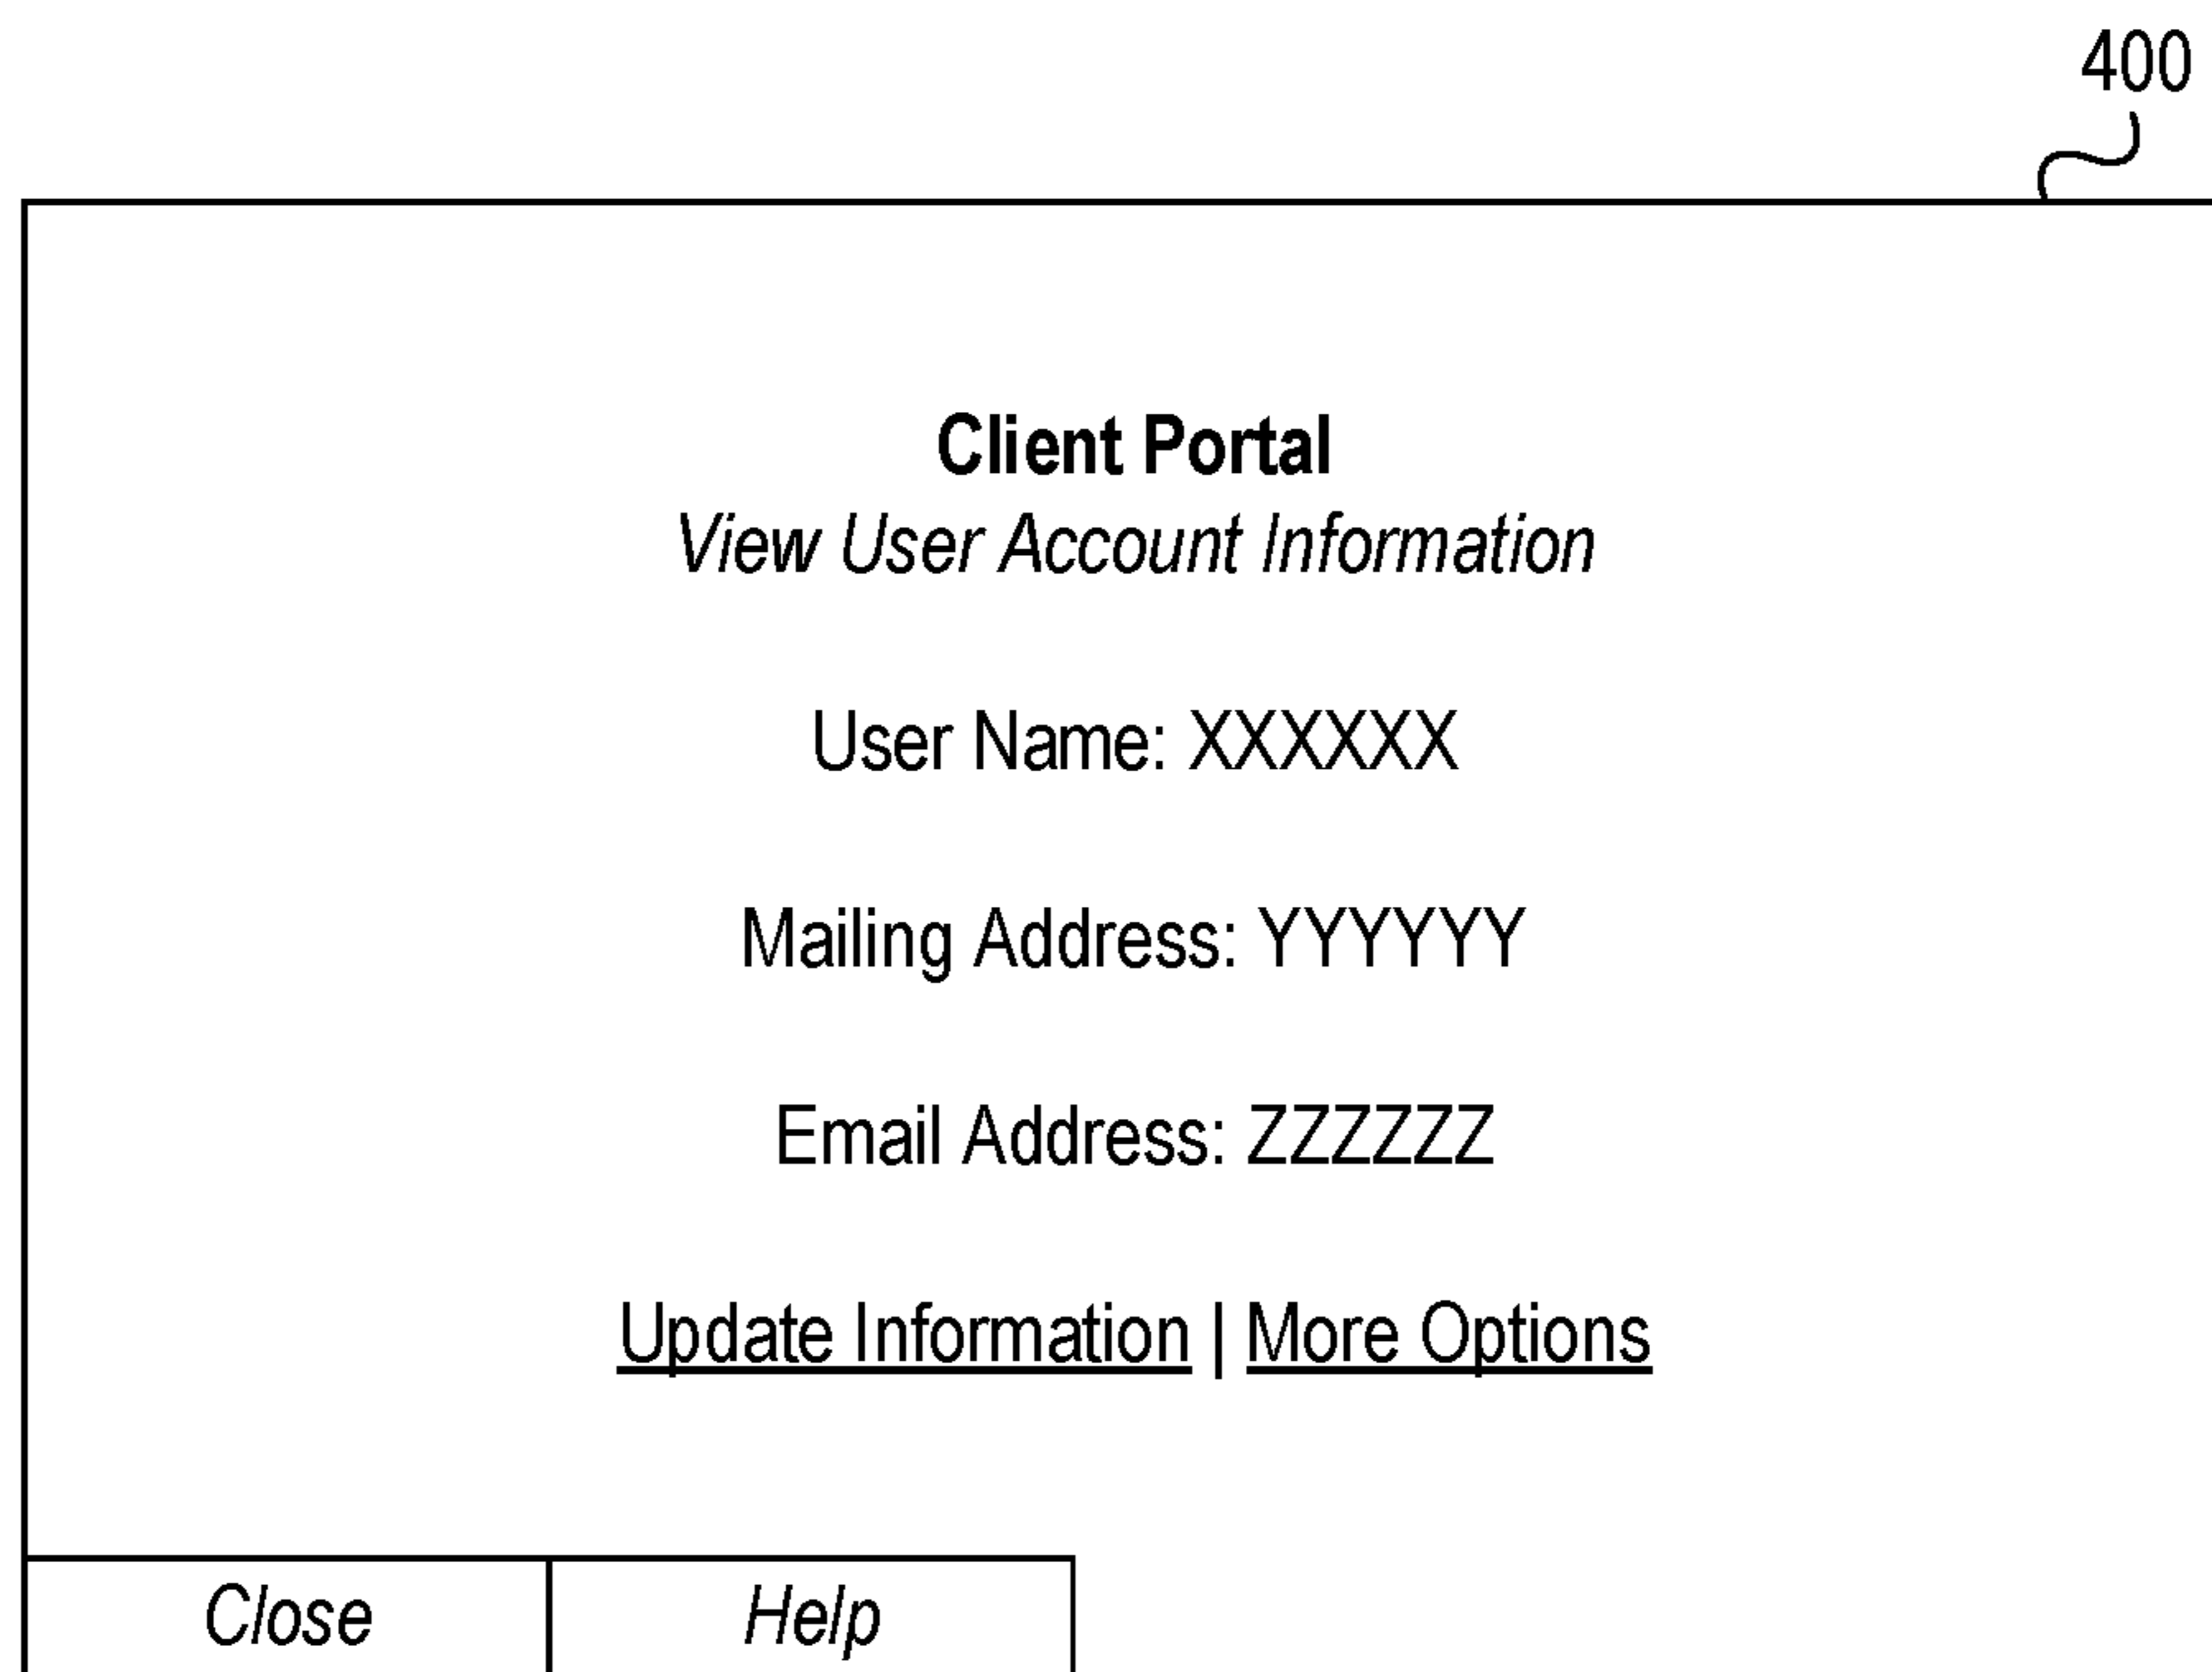 400
Client Portal
View User Account Information
User Name: XXXXXX
Mailing Address: YYYYYY
Email Address: ZZZZZZ
Update Information | More Options
Close Help